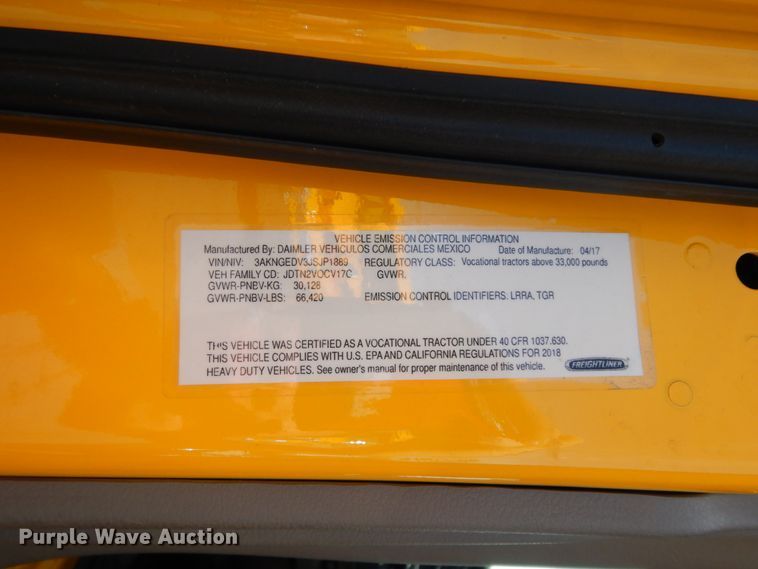 VEHICLE EMISSION CONTROL INFORMATION
Manufactured By: DAIMLER VEHICULOS COMERCIALES MEXICO Date of Manufacture: 04/17
VIN/NIV: 3AKNGEDV3JSJP1889 REGULATORY CLASS: Vocational tractors above 33,000 pounds
VEH FAMILY CD: JDTN2VOCV17C GVWR.
GVWR-PNBV-KG: 30,128
GVWR-PNBV-LBS: 66,420 EMISSION CONTROL IDENTIFIERS: LRRA, TGR
THIS VEHICLE WAS CERTIFIED AS A VOCATIONAL TRACTOR UNDER 40 CFR 1037.630.
THIS VEHICLE COMPLIES WITH U.S. EPA AND CALIFORNIA REGULATIONS FOR 2018
HEAVY DUTY VEHICLES. See owner's manual for proper maintenance of this vehicle.
FREIGHTLINER
Purple Wave Auction